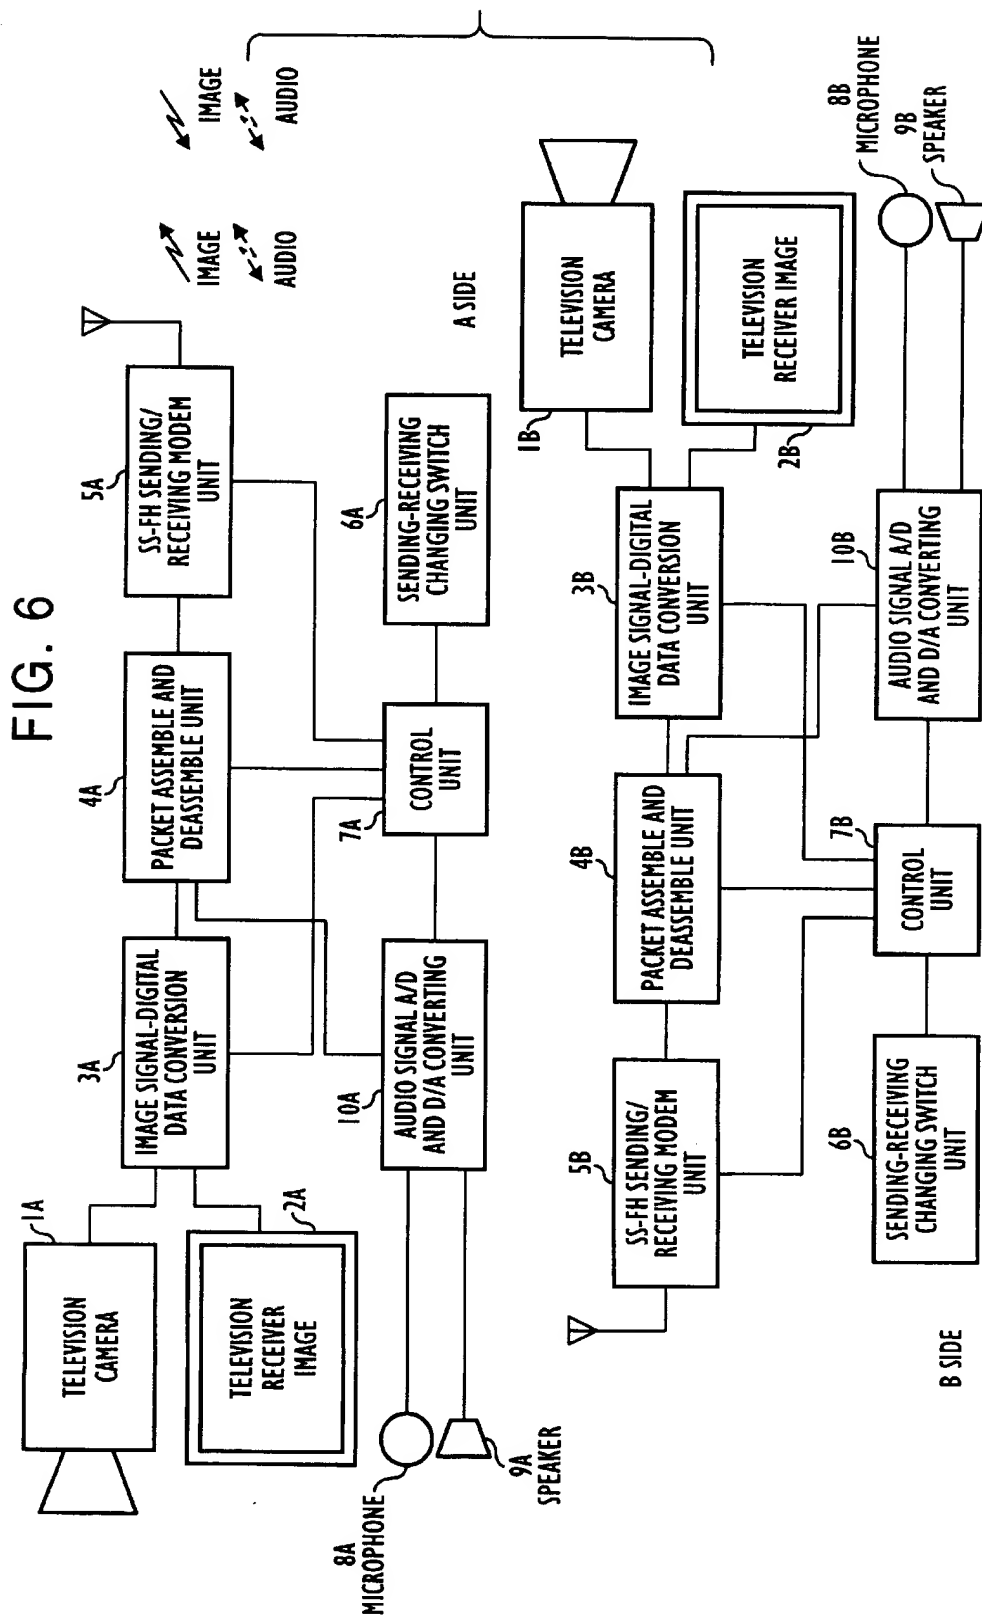 FIG. 6
1A
TELEVISION
CAMERA
TELEVISION
RECEIVER
IMAGE
2A
3A
IMAGE SIGNAL-DIGITAL
DATA CONVERSION
UNIT
4A
PACKET ASSEMBLE AND
DEASSEMBLE UNIT
5A
SS-FH SENDING/
RECEIVING MODEM
UNIT
IMAGE
AUDIO
IMAGE
AUDIO
8A
MICROPHONE
9A
SPEAKER
10A
AUDIO SIGNAL A/D
AND D/A CONVERTING
UNIT
7A
CONTROL
UNIT
6A
SENDING-RECEIVING
CHANGING SWITCH
UNIT
A SIDE
5B
SS-FH SENDING/
RECEIVING MODEM
UNIT
4B
PACKET ASSEMBLE AND
DEASSEMBLE UNIT
3B
IMAGE SIGNAL-DIGITAL
DATA CONVERSION
UNIT
1B
TELEVISION
CAMERA
TELEVISION
RECEIVER IMAGE
2B
B SIDE
6B
SENDING-RECEIVING
CHANGING SWITCH
UNIT
7B
CONTROL
UNIT
10B
AUDIO SIGNAL A/D
AND D/A CONVERTING
UNIT
8B
MICROPHONE
9B
SPEAKER